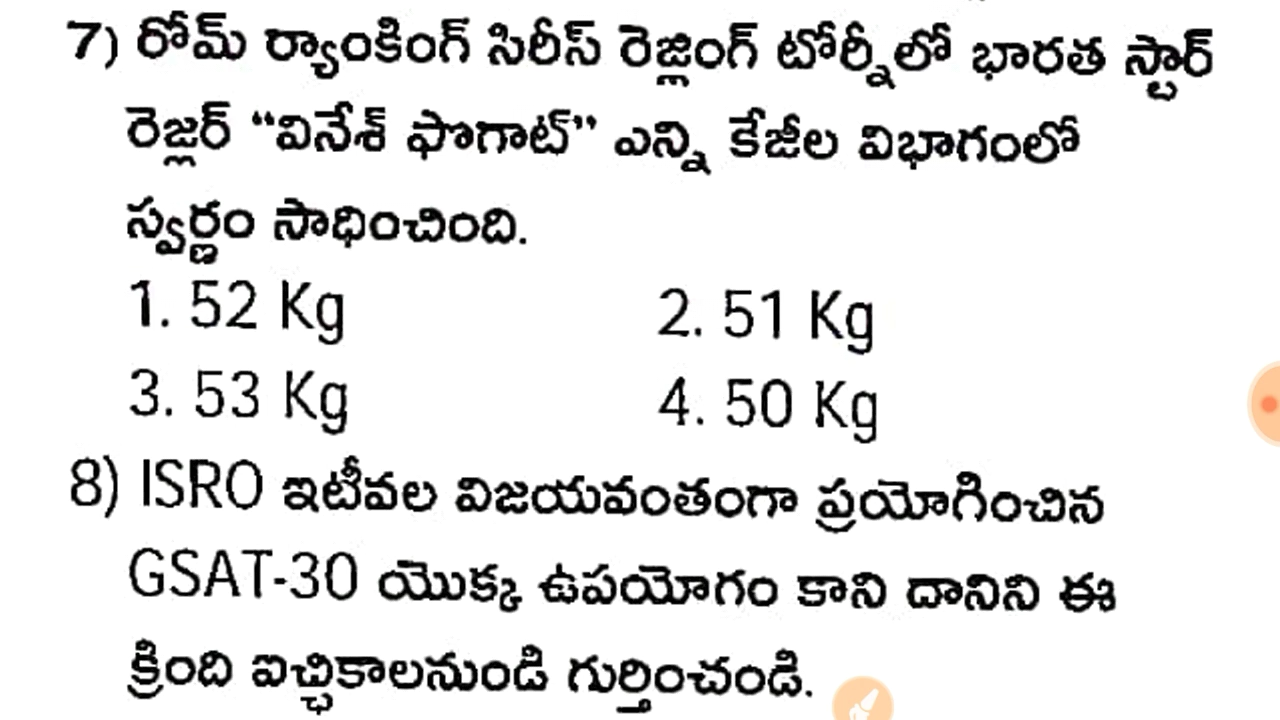 7) రోమ్ ర్యాంకింగ్ సిరీస్ రెజ్లింగ్ టోర్నీలో భారత స్టార్
రెజ్లర్ “వినేశ్ ఫొగాట్” ఎన్ని కేజీల విభాగంలో
స్వర్ణం సాధించింది.
1. 52 Kg 2. 51 Kg
3. 53 Kg 4. 50 Kg
8) ISRO ఇటీవల విజయవంతంగా ప్రయోగించిన
GSAT-30 యొక్క ఉపయోగం కాని దానిని ఈ
క్రింది ఐచ్ఛికాలనుండి గుర్తించండి.